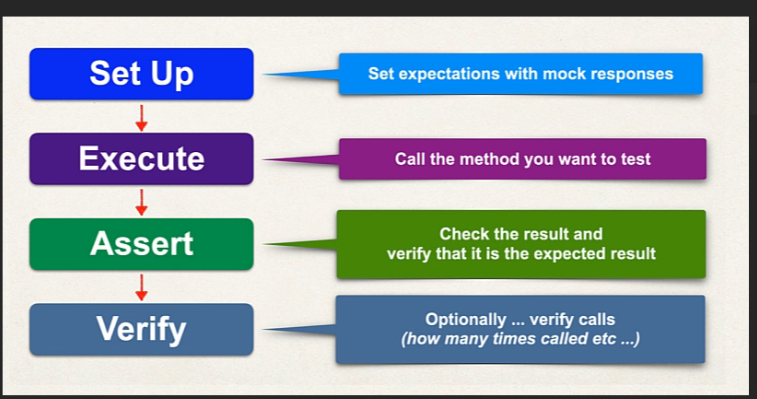 Set Up
Set expectations with mock responses
Execute
Call the method you want to test
Assert
Check the result and
verify that it is the expected result
Verify
Optionally ... verify calls
(how many times called etc ...)